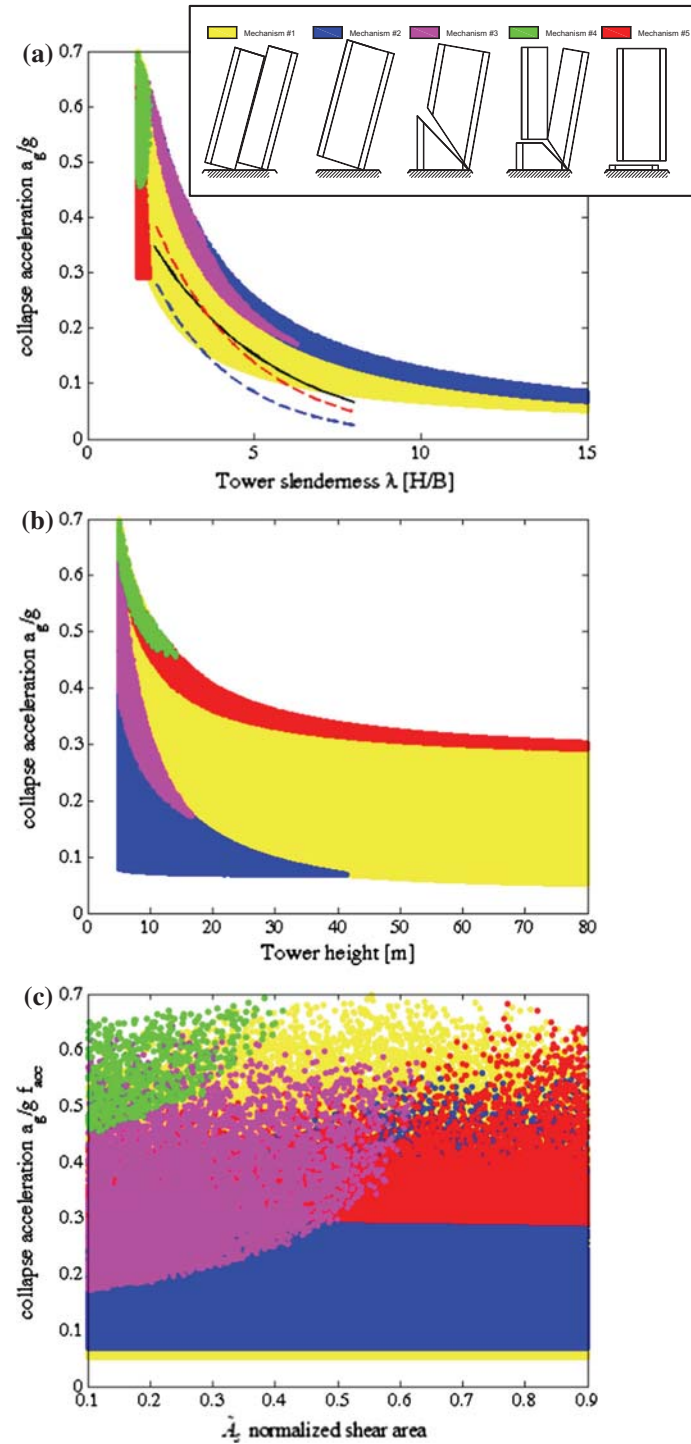 Mechanism #1 Mechanism #2 Mechanism #3 Mechanism #4 Mechanism #5
(a)
0.7
0.6
0.5
0.4
0.3
0.2
0.1
0
collapse acceleration a_g/g
0 5 10 15
Tower slenderness λ [H/B]
(b)
0.7
0.6
0.5
0.4
0.3
0.2
0.1
0
collapse acceleration a_g/g
0 10 20 30 40 50 60 70 80
Tower height [m]
(c)
0.7
0.6
0.5
0.4
0.3
0.2
0.1
0
collapse acceleration a_g/g f_acc
0.1 0.2 0.3 0.4 0.5 0.6 0.7 0.8 0.9
Ã_s normalized shear area